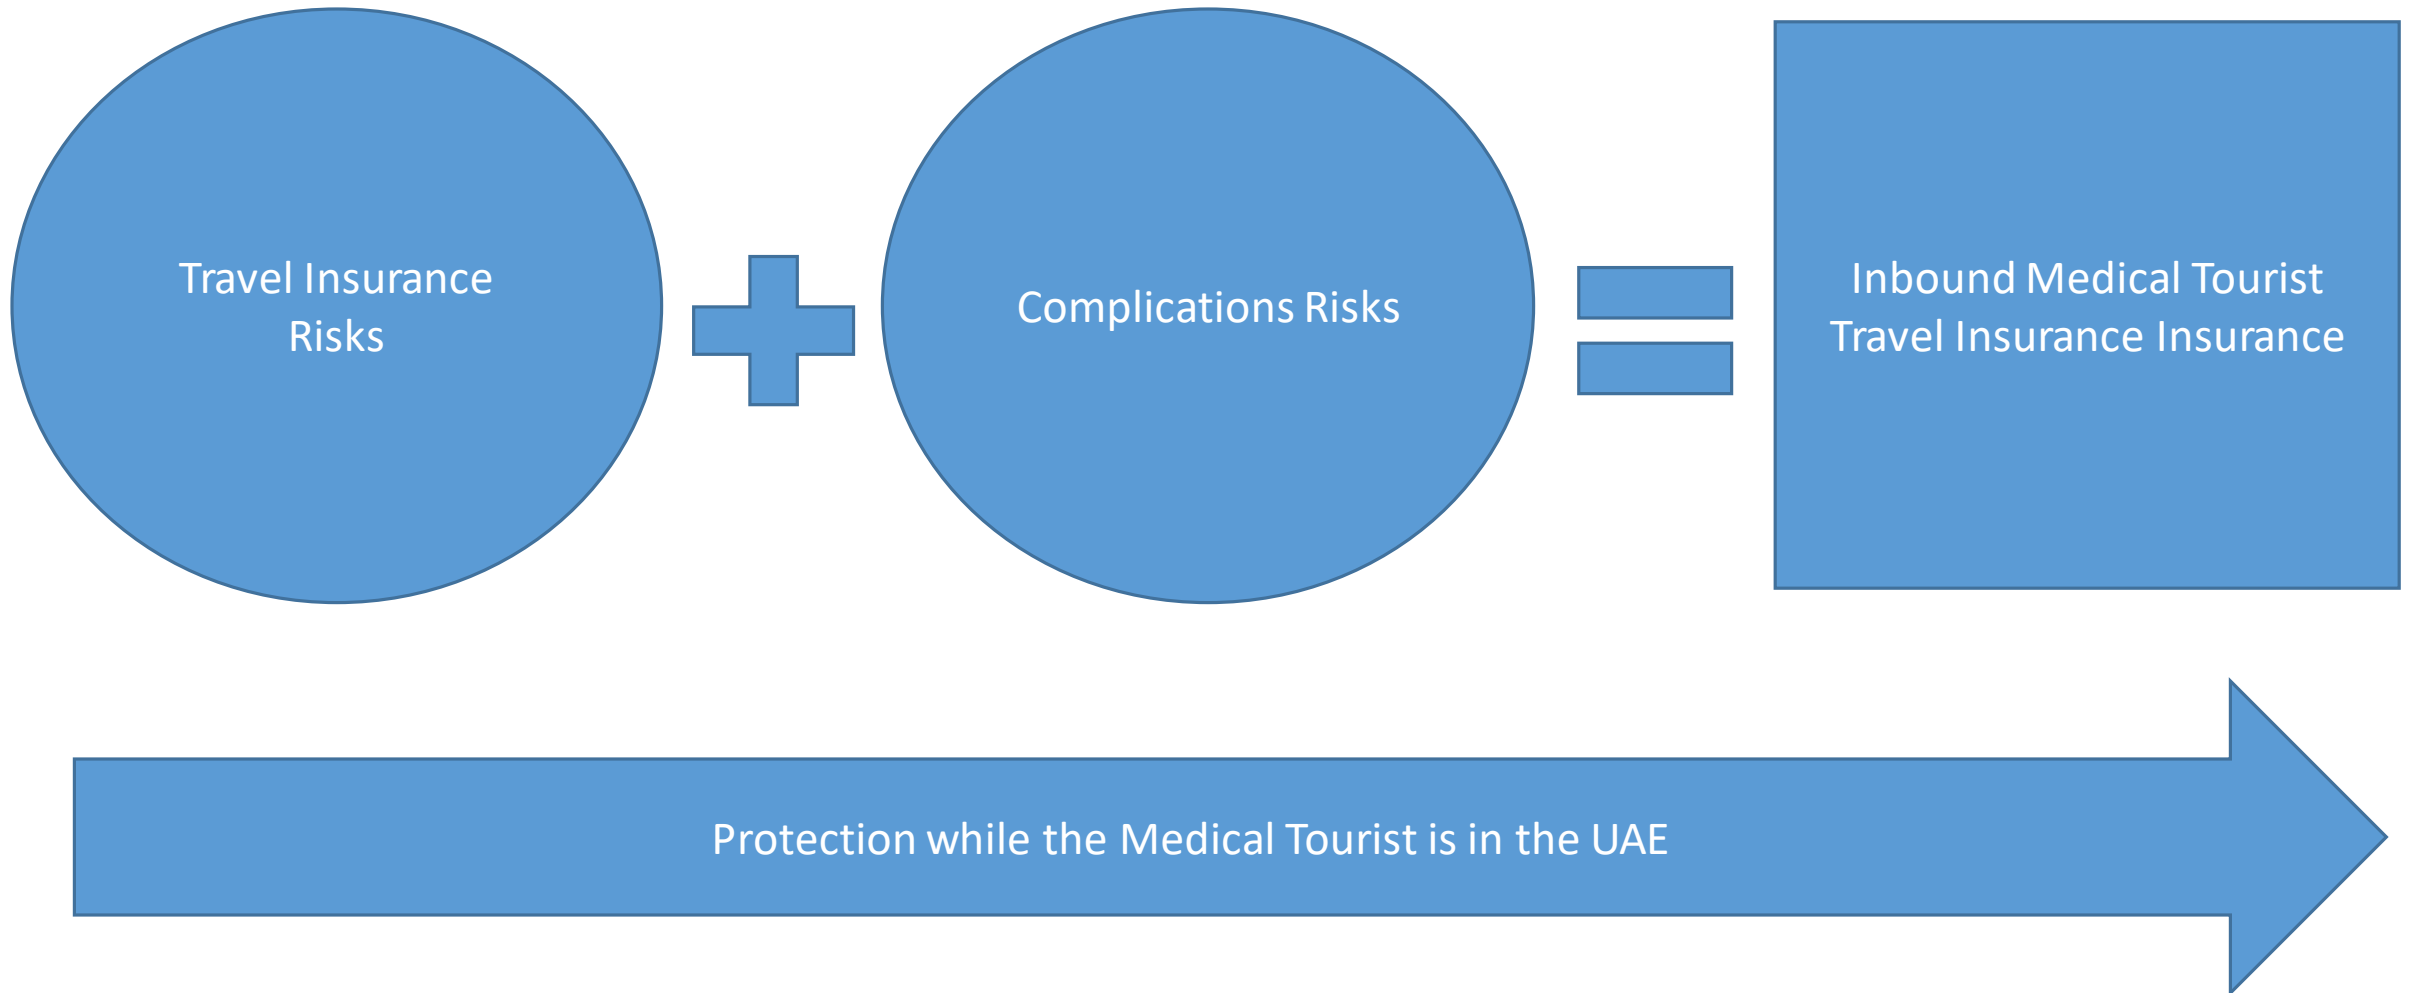 Travel Insurance
Risks
Complications Risks
Inbound Medical Tourist
Travel Insurance Insurance
Protection while the Medical Tourist is in the UAE